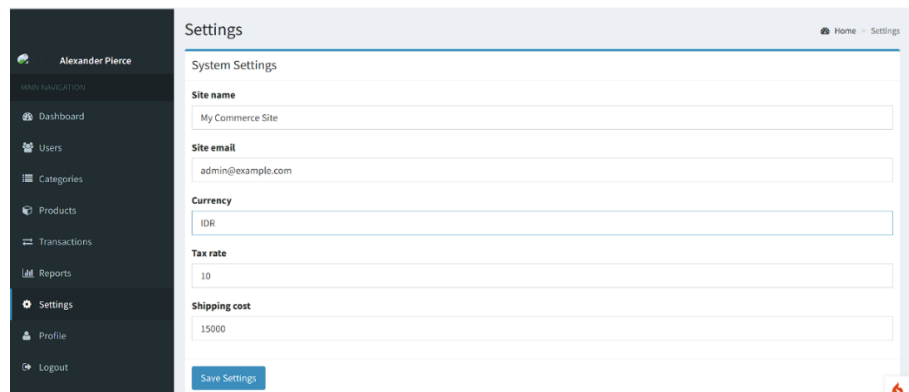 Settings
Home > Settings
Alexander Pierce
MAIN NAVIGATION
Dashboard
Users
Categories
Products
Transactions
Reports
Settings
Profile
Logout
System Settings
Site name
My Commerce Site
Site email
admin@example.com
Currency
IDR
Tax rate
10
Shipping cost
15000
Save Settings